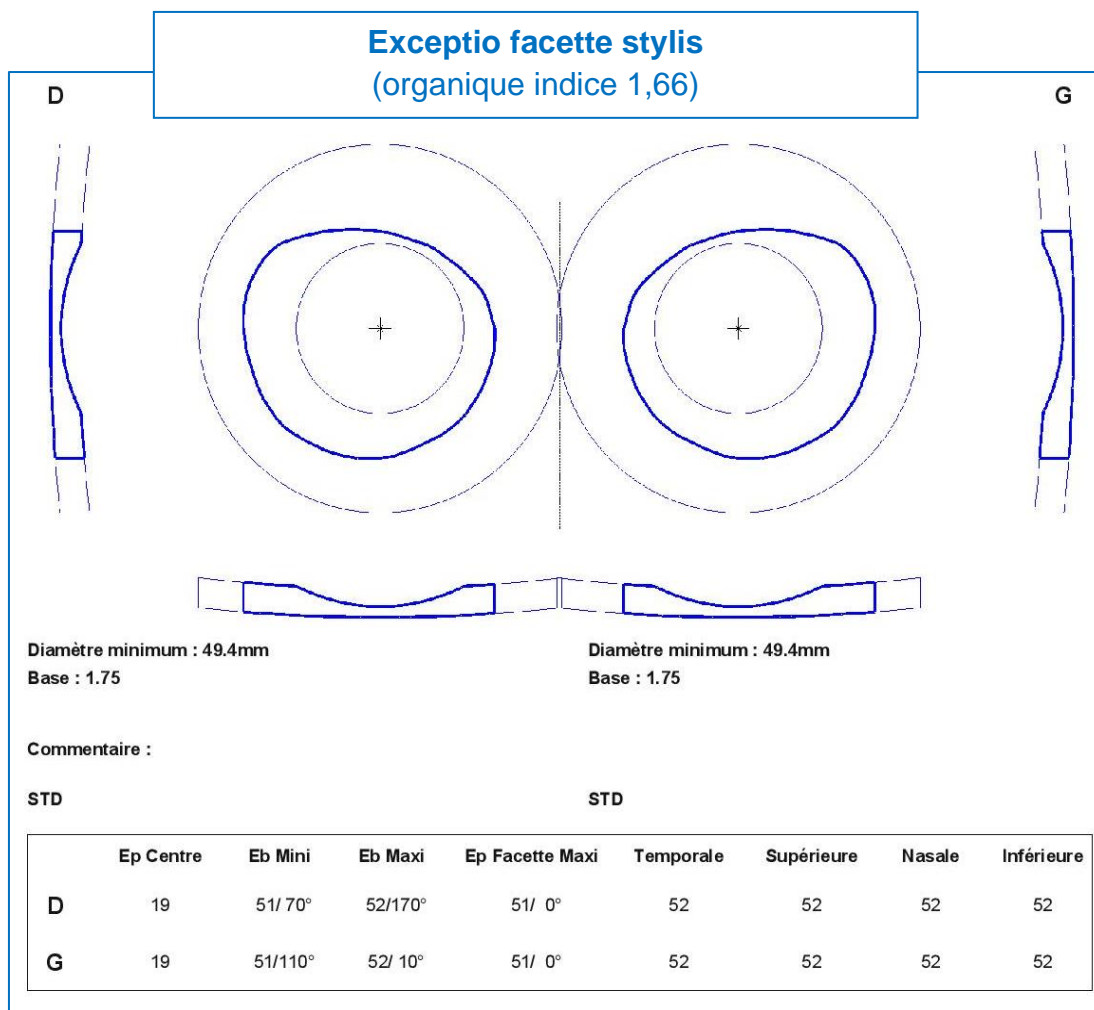 Exceptio facette stylis
(organique indice 1,66)
D G
Diamètre minimum : 49.4mm Diamètre minimum : 49.4mm
Base : 1.75 Base : 1.75
Commentaire :
STD STD
Ep Centre Eb Mini Eb Maxi Ep Facette Maxi Temporale Supérieure Nasale Inférieure
D 19 51/ 70° 52/170° 51/ 0° 52 52 52 52
G 19 51/110° 52/ 10° 51/ 0° 52 52 52 52